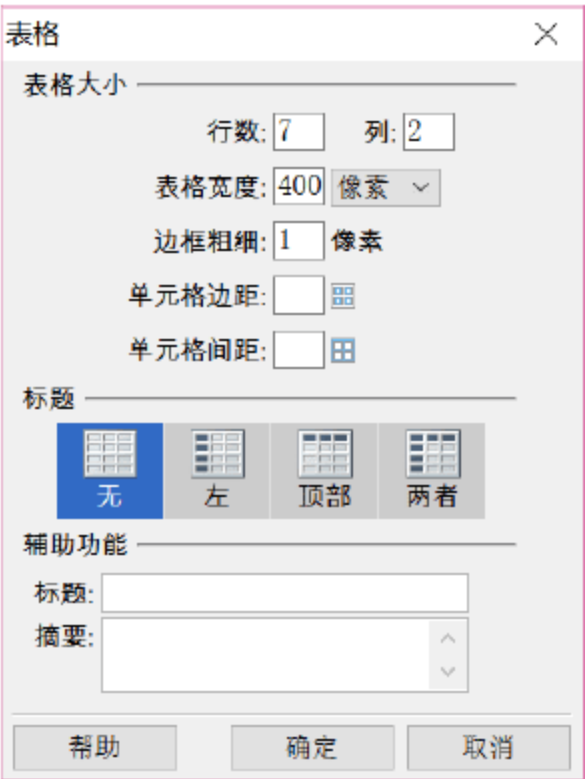 表格
表格大小
行数: 7 列: 2
表格宽度: 400 像素
边框粗细: 1 像素
单元格边距:
单元格间距:
标题
无 左 顶部 两者
辅助功能
标题:
摘要:
帮助 确定 取消